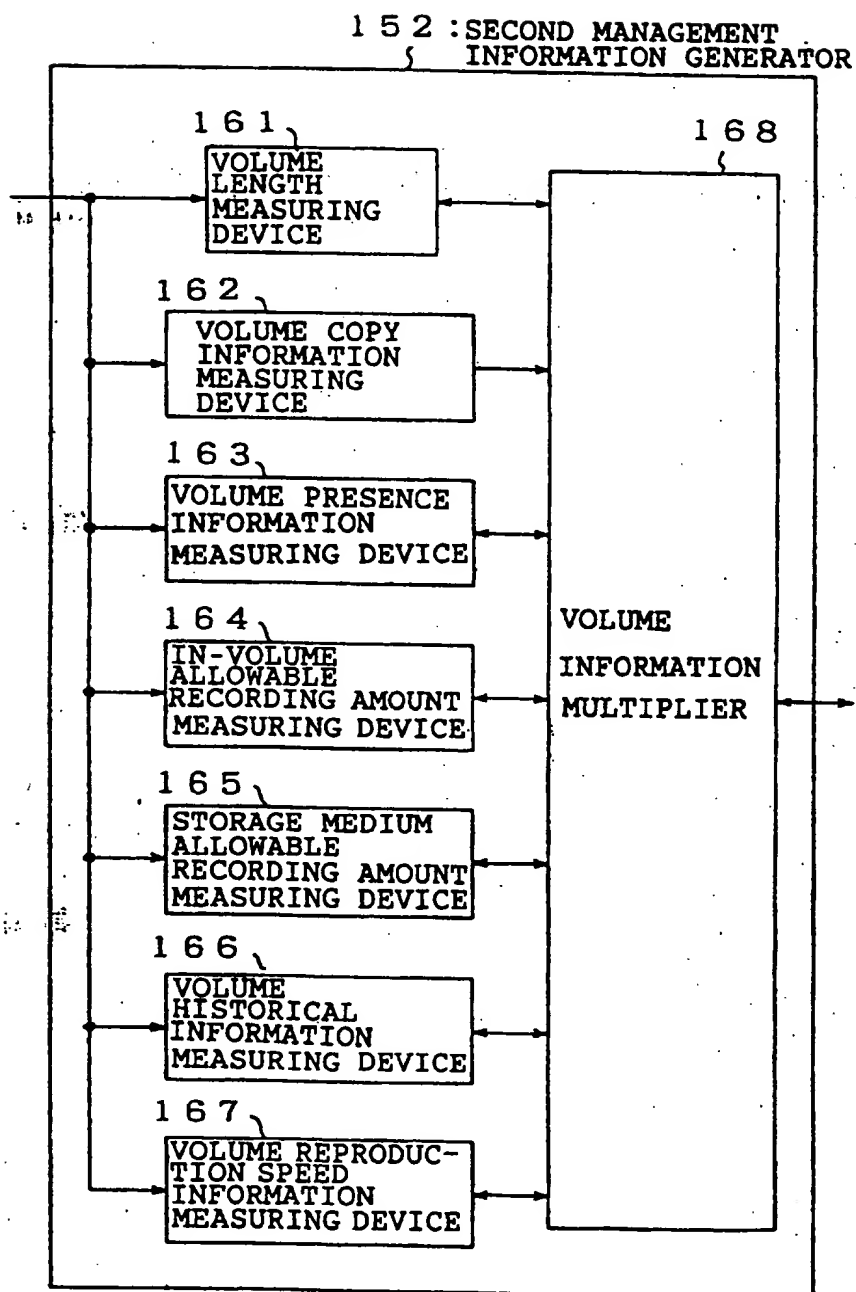 152:SECOND MANAGEMENT
INFORMATION GENERATOR
161
VOLUME
LENGTH
MEASURING
DEVICE
168
162
VOLUME COPY
INFORMATION
MEASURING
DEVICE
163
VOLUME PRESENCE
INFORMATION
MEASURING DEVICE
164
IN-VOLUME
ALLOWABLE
RECORDING AMOUNT
MEASURING DEVICE
VOLUME
INFORMATION
MULTIPLIER
165
STORAGE MEDIUM
ALLOWABLE
RECORDING AMOUNT
MEASURING DEVICE
166
VOLUME
HISTORICAL
INFORMATION
MEASURING DEVICE
167
VOLUME REPRODUC-
TION SPEED
INFORMATION
MEASURING DEVICE